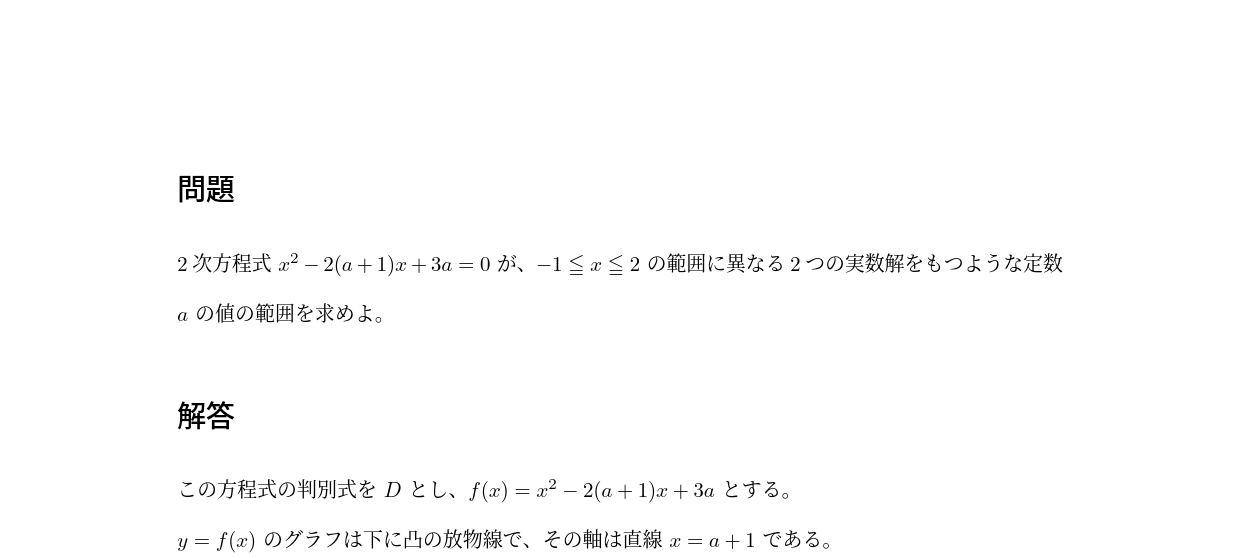 問題
2 次方程式 x² − 2(a + 1)x + 3a = 0 が、−1 ≦ x ≦ 2 の範囲に異なる 2 つの実数解をもつような定数
a の値の範囲を求めよ。
解答
この方程式の判別式を D とし、f(x) = x² − 2(a + 1)x + 3a とする。
y = f(x) のグラフは下に凸の放物線で、その軸は直線 x = a + 1 である。